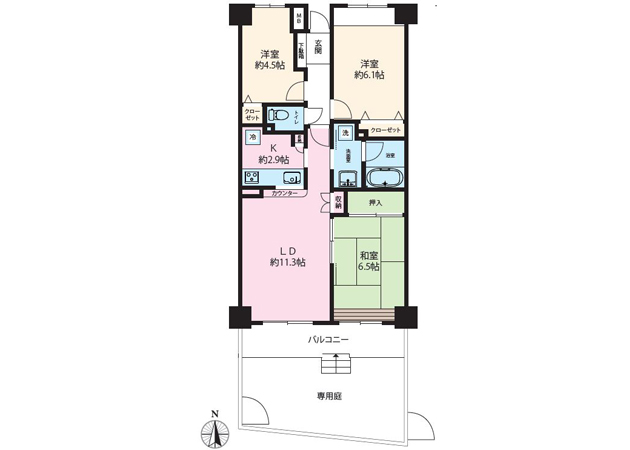 MB
洋室
約4.5帖
下駄箱
玄関
洋室
約6.1帖
クロー
ゼット
トイレ
クローゼット
冷
K
約2.9帖
洗
洗面室
浴室
カウンター
収納
押入
LD
約11.3帖
和室
6.5帖
バルコニー
専用庭
N